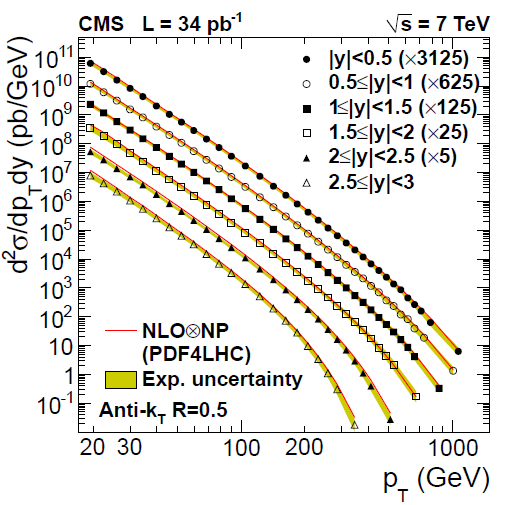 CMS L = 34 pb⁻¹ √s = 7 TeV
d²σ/dp_T dy (pb/GeV)
10¹¹
10¹⁰
10⁹
10⁸
10⁷
10⁶
10⁵
10⁴
10³
10²
10
1
10⁻¹
|y|<0.5 (×3125)
0.5≤|y|<1 (×625)
1≤|y|<1.5 (×125)
1.5≤|y|<2 (×25)
2≤|y|<2.5 (×5)
2.5≤|y|<3
NLO⊗NP
(PDF4LHC)
Exp. uncertainty
Anti-k_T R=0.5
20 30 100 200 1000
p_T (GeV)